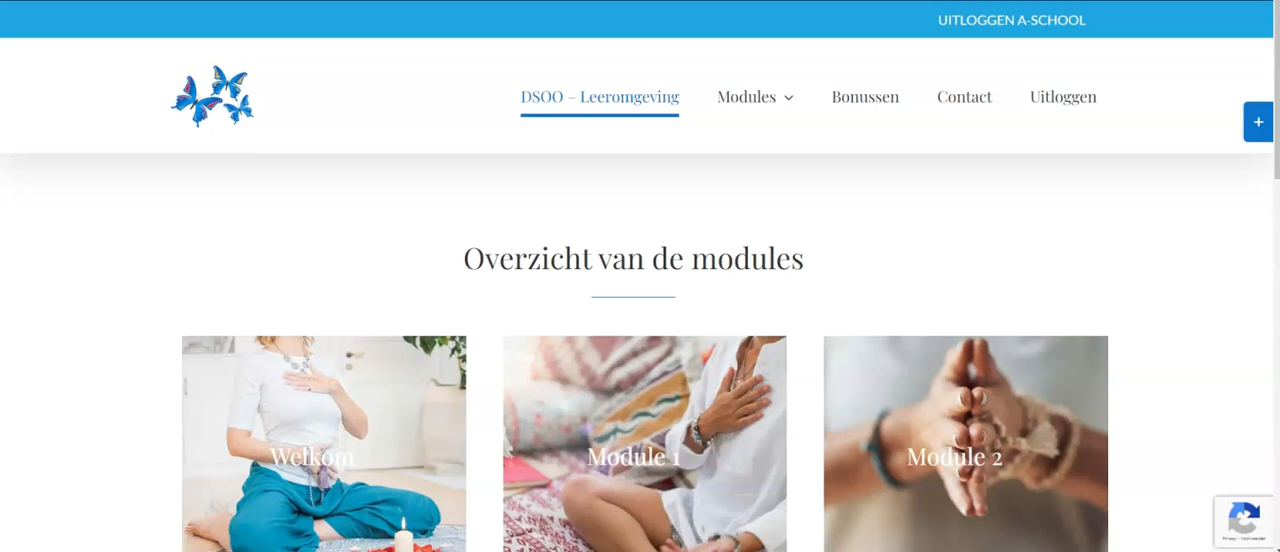 UITLOGGEN A-SCHOOL
DSOO – Leeromgeving
Modules
Bonussen
Contact
Uitloggen
+
Overzicht van de modules
Welkom
Module 1
Module 2